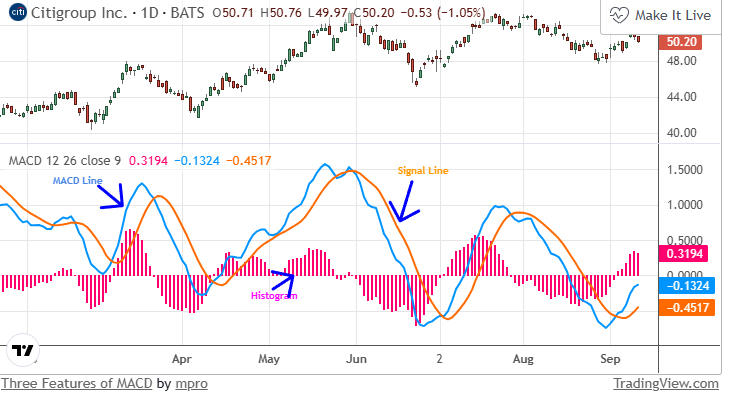 citi Citigroup Inc. · 1D · BATS O50.71 H50.76 L49.97 C50.20 −0.53 (−1.05%)
Make It Live
50.20
48.00
44.00
40.00
MACD 12 26 close 9 0.3194 −0.1324 −0.4517
MACD Line
Signal Line
Histogram
1.5000
1.0000
0.5000
0.3194
0.0000
−0.1324
−0.4517
Apr May Jun 2 Aug Sep
Three Features of MACD by mpro
TradingView.com